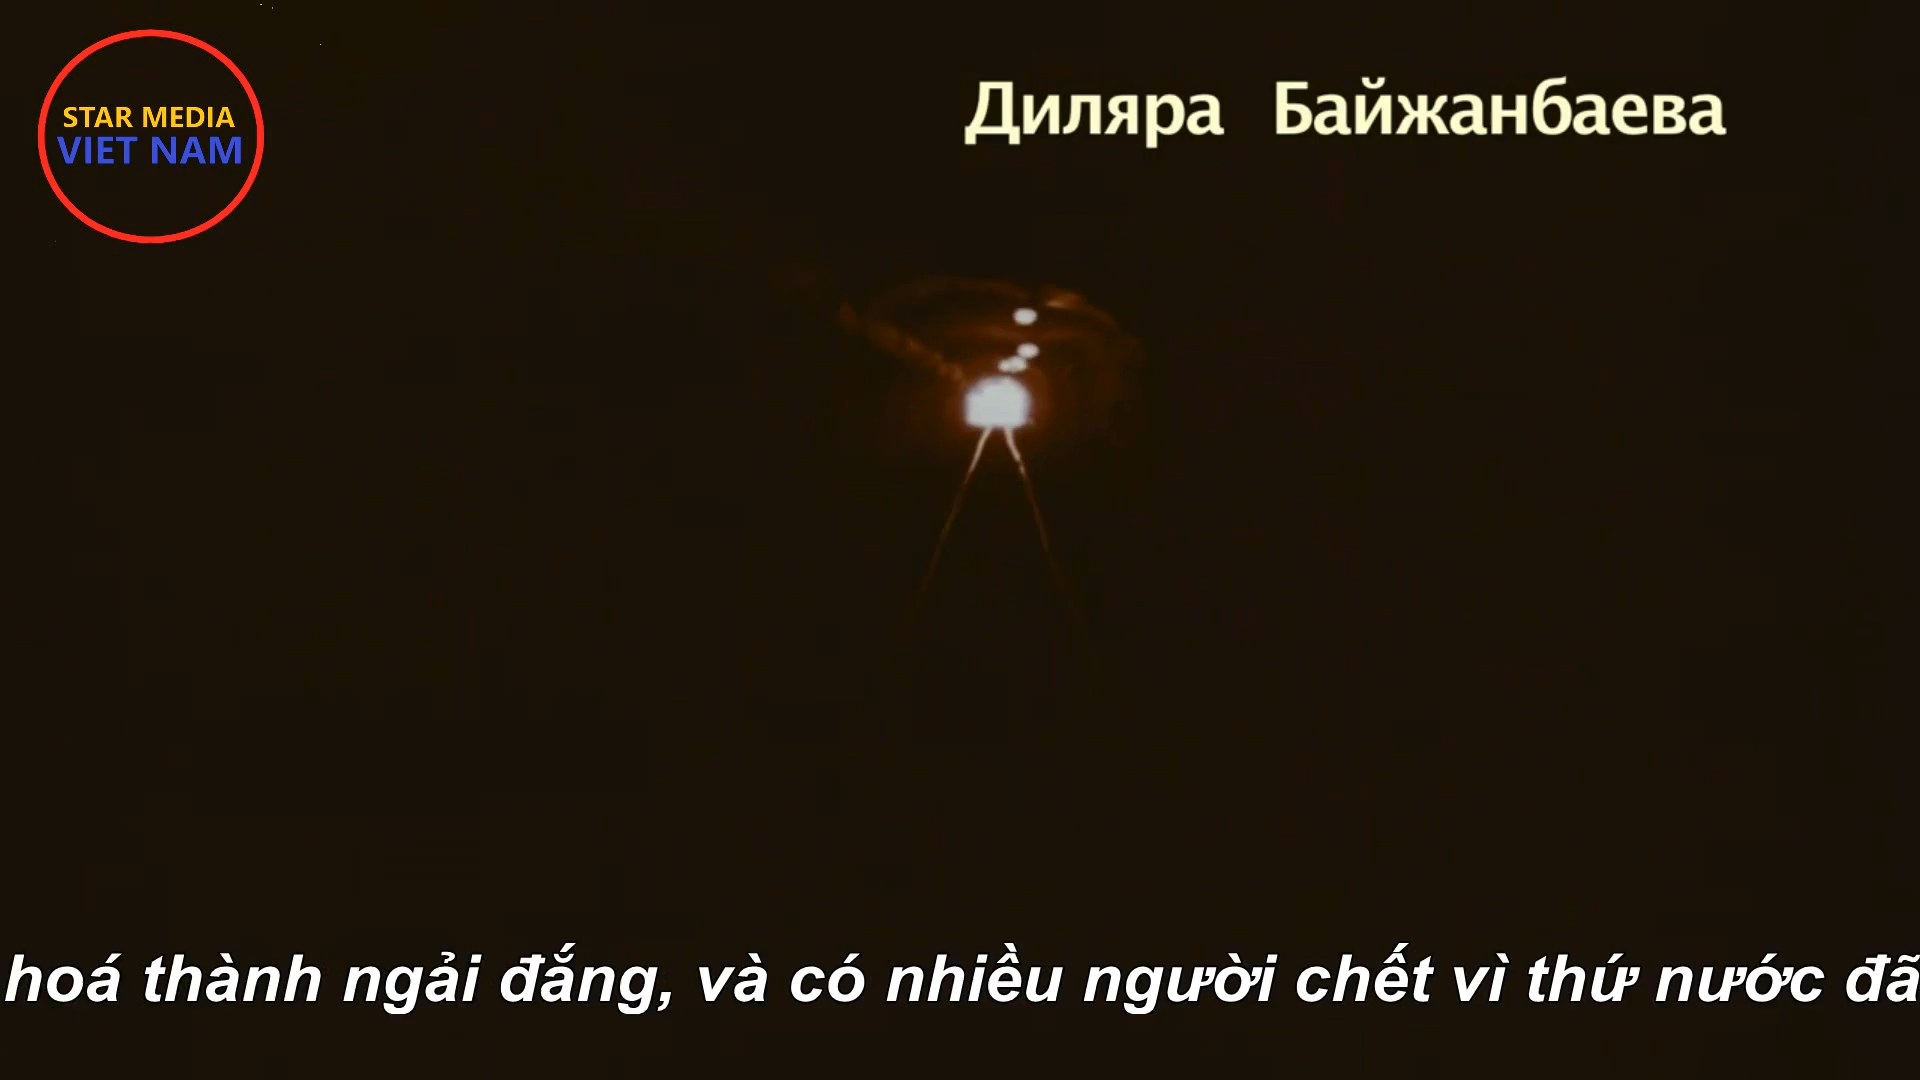 STAR MEDIA
VIET NAM
Диляра Байжанбаева
hoá thành ngải đắng, và có nhiều người chết vì thứ nước đã